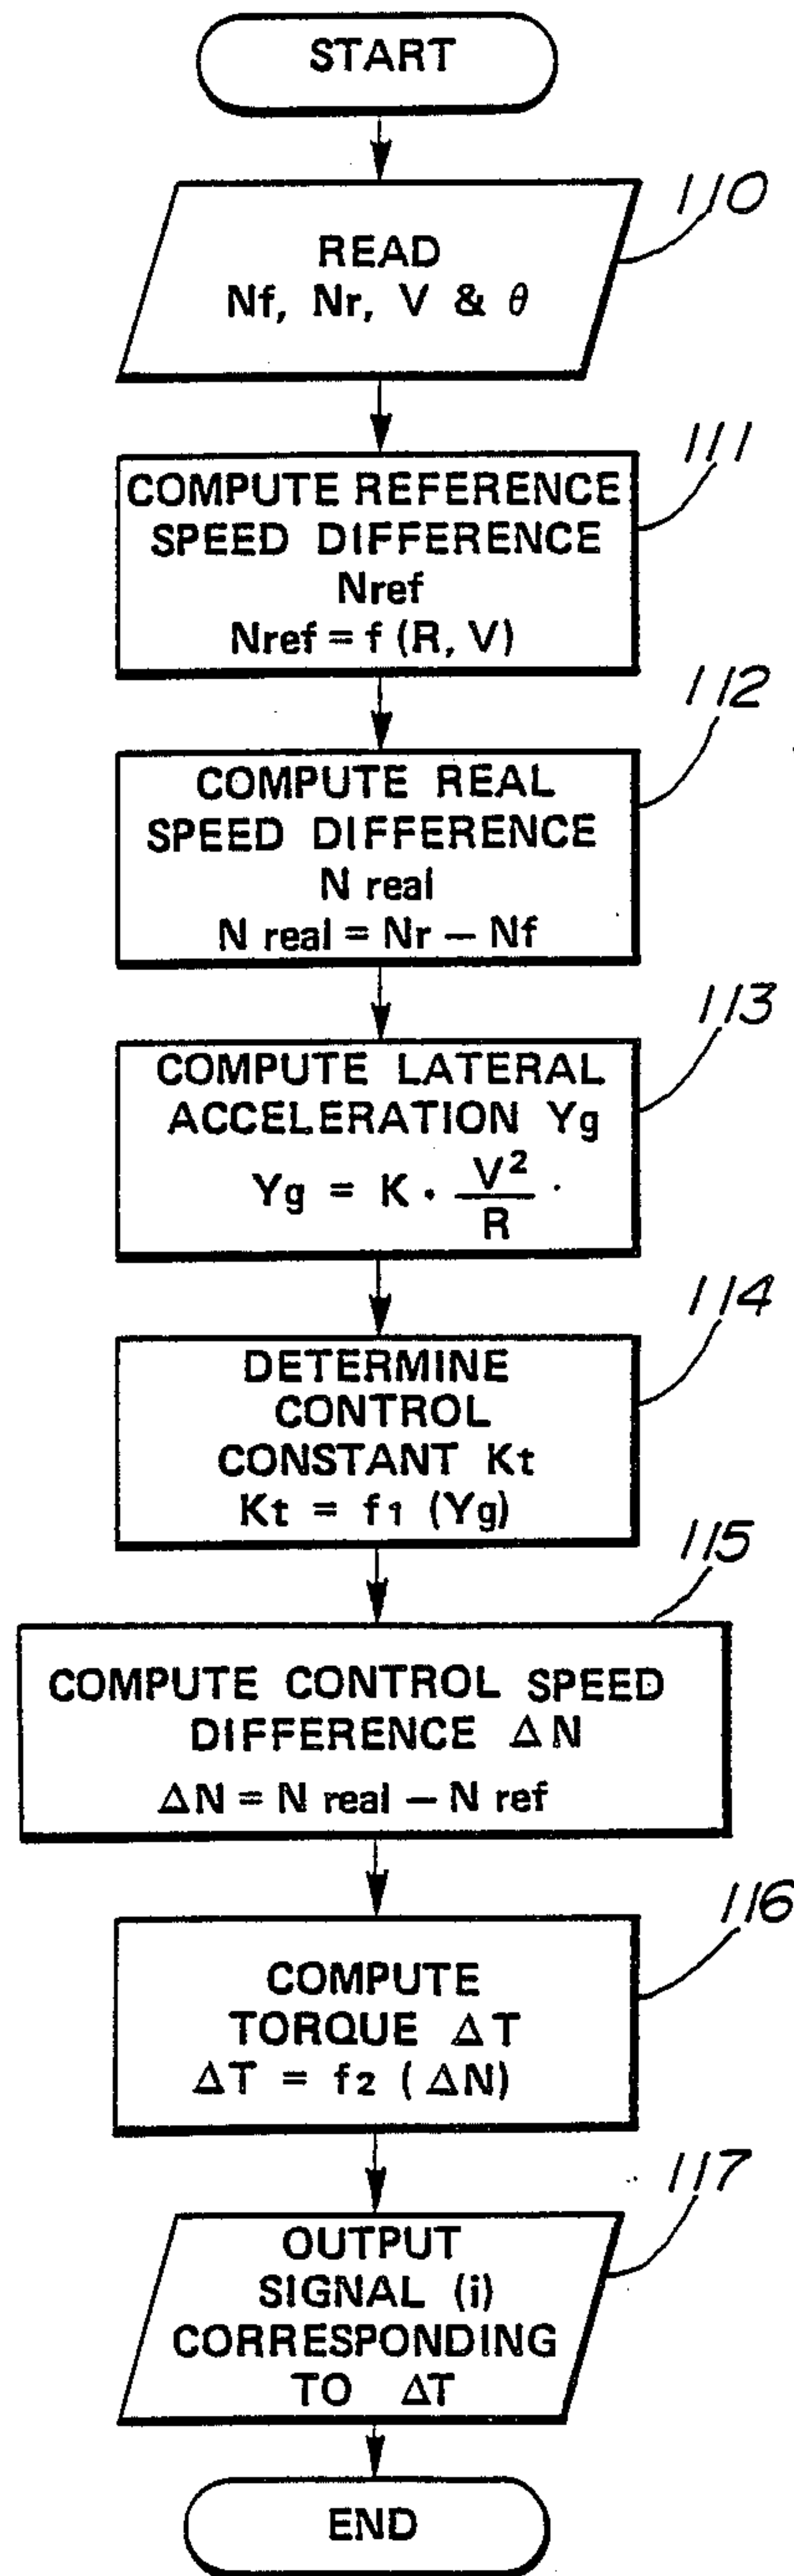 START
110
READ
Nf, Nr, V & θ
111
COMPUTE REFERENCE
SPEED DIFFERENCE
Nref
Nref = f (R, V)
112
COMPUTE REAL
SPEED DIFFERENCE
N real
N real = Nr – Nf
113
COMPUTE LATERAL
ACCELERATION Yg
Yg = K · V²/R
114
DETERMINE
CONTROL
CONSTANT Kt
Kt = f1 (Yg)
115
COMPUTE CONTROL SPEED
DIFFERENCE ΔN
ΔN = N real – N ref
116
COMPUTE
TORQUE ΔT
ΔT = f2 (ΔN)
117
OUTPUT
SIGNAL (i)
CORRESPONDING
TO ΔT
END